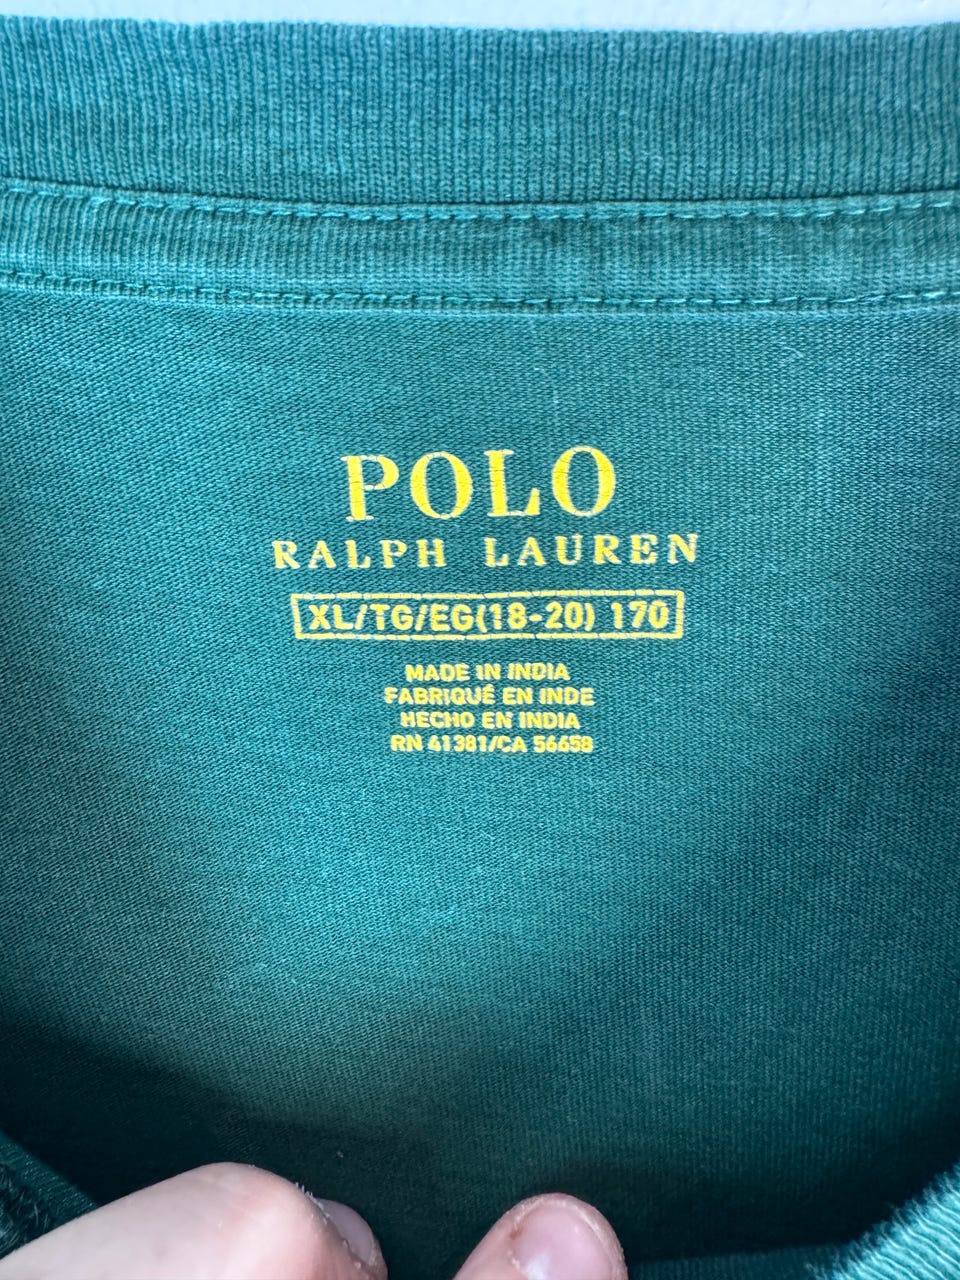 POLO
RALPH LAUREN
XL/TG/EG(18-20) 170
MADE IN INDIA
FABRIQUÉ EN INDE
HECHO EN INDIA
RN 41381/CA 56658